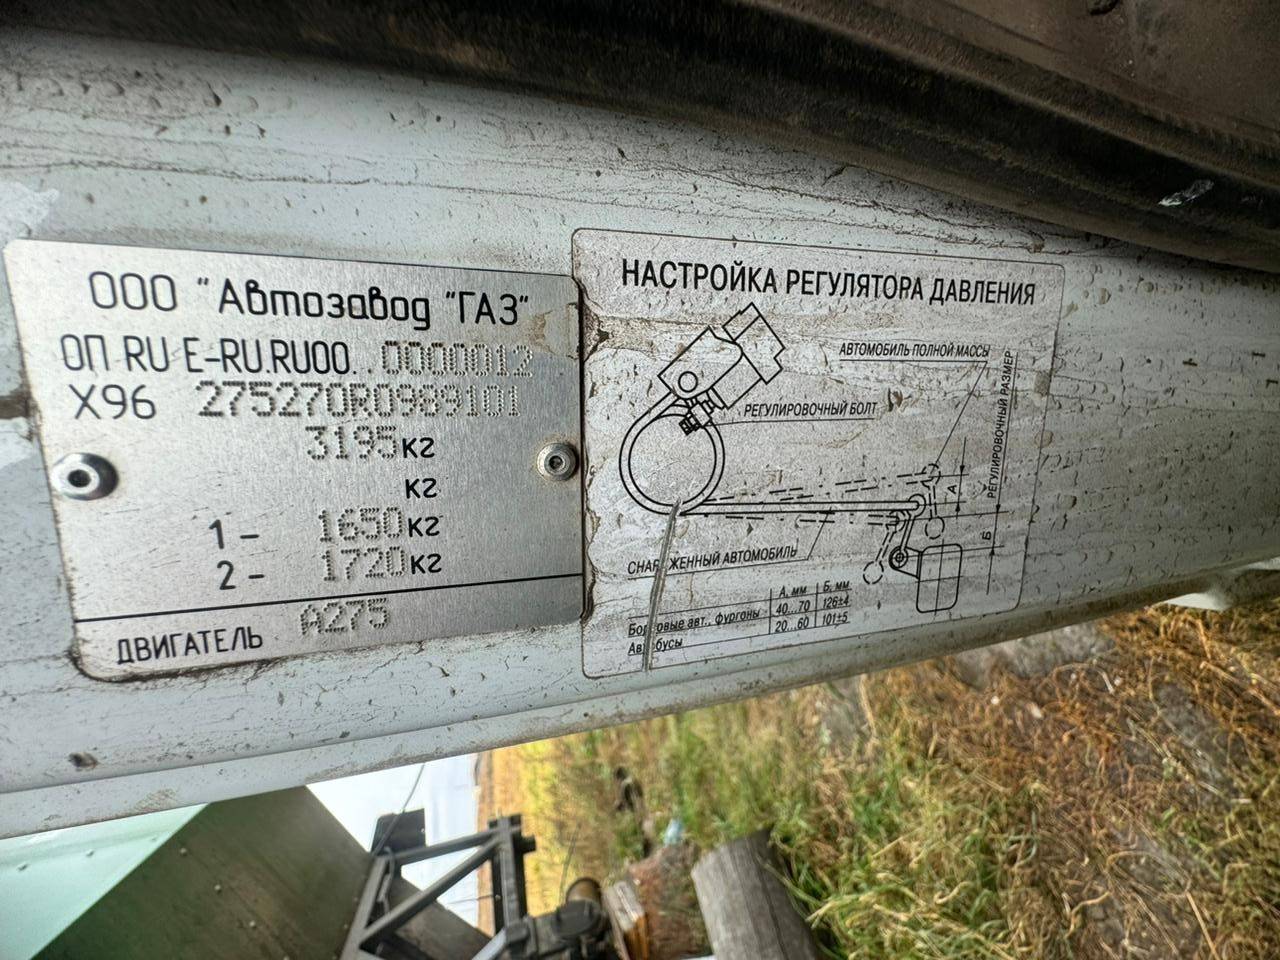 ООО "Автозавод "ГАЗ"
ОП RU E-RU.RU00. .0000012
X96 275270R0989101
3195кг
кг
1- 1650кг
2- 1720кг
ДВИГАТЕЛЬ А275
НАСТРОЙКА РЕГУЛЯТОРА ДАВЛЕНИЯ
АВТОМОБИЛЬ ПОЛНОЙ МАССЫ
РЕГУЛИРОВОЧНЫЙ БОЛТ
РЕГУЛИРОВОЧНЫЙ РАЗМЕР
А
Б
СНАРЯЖЕННЫЙ АВТОМОБИЛЬ
А, мм Б, мм
Бортовые авт., фургоны 40...70 126±4
Автобусы 20...60 101±5